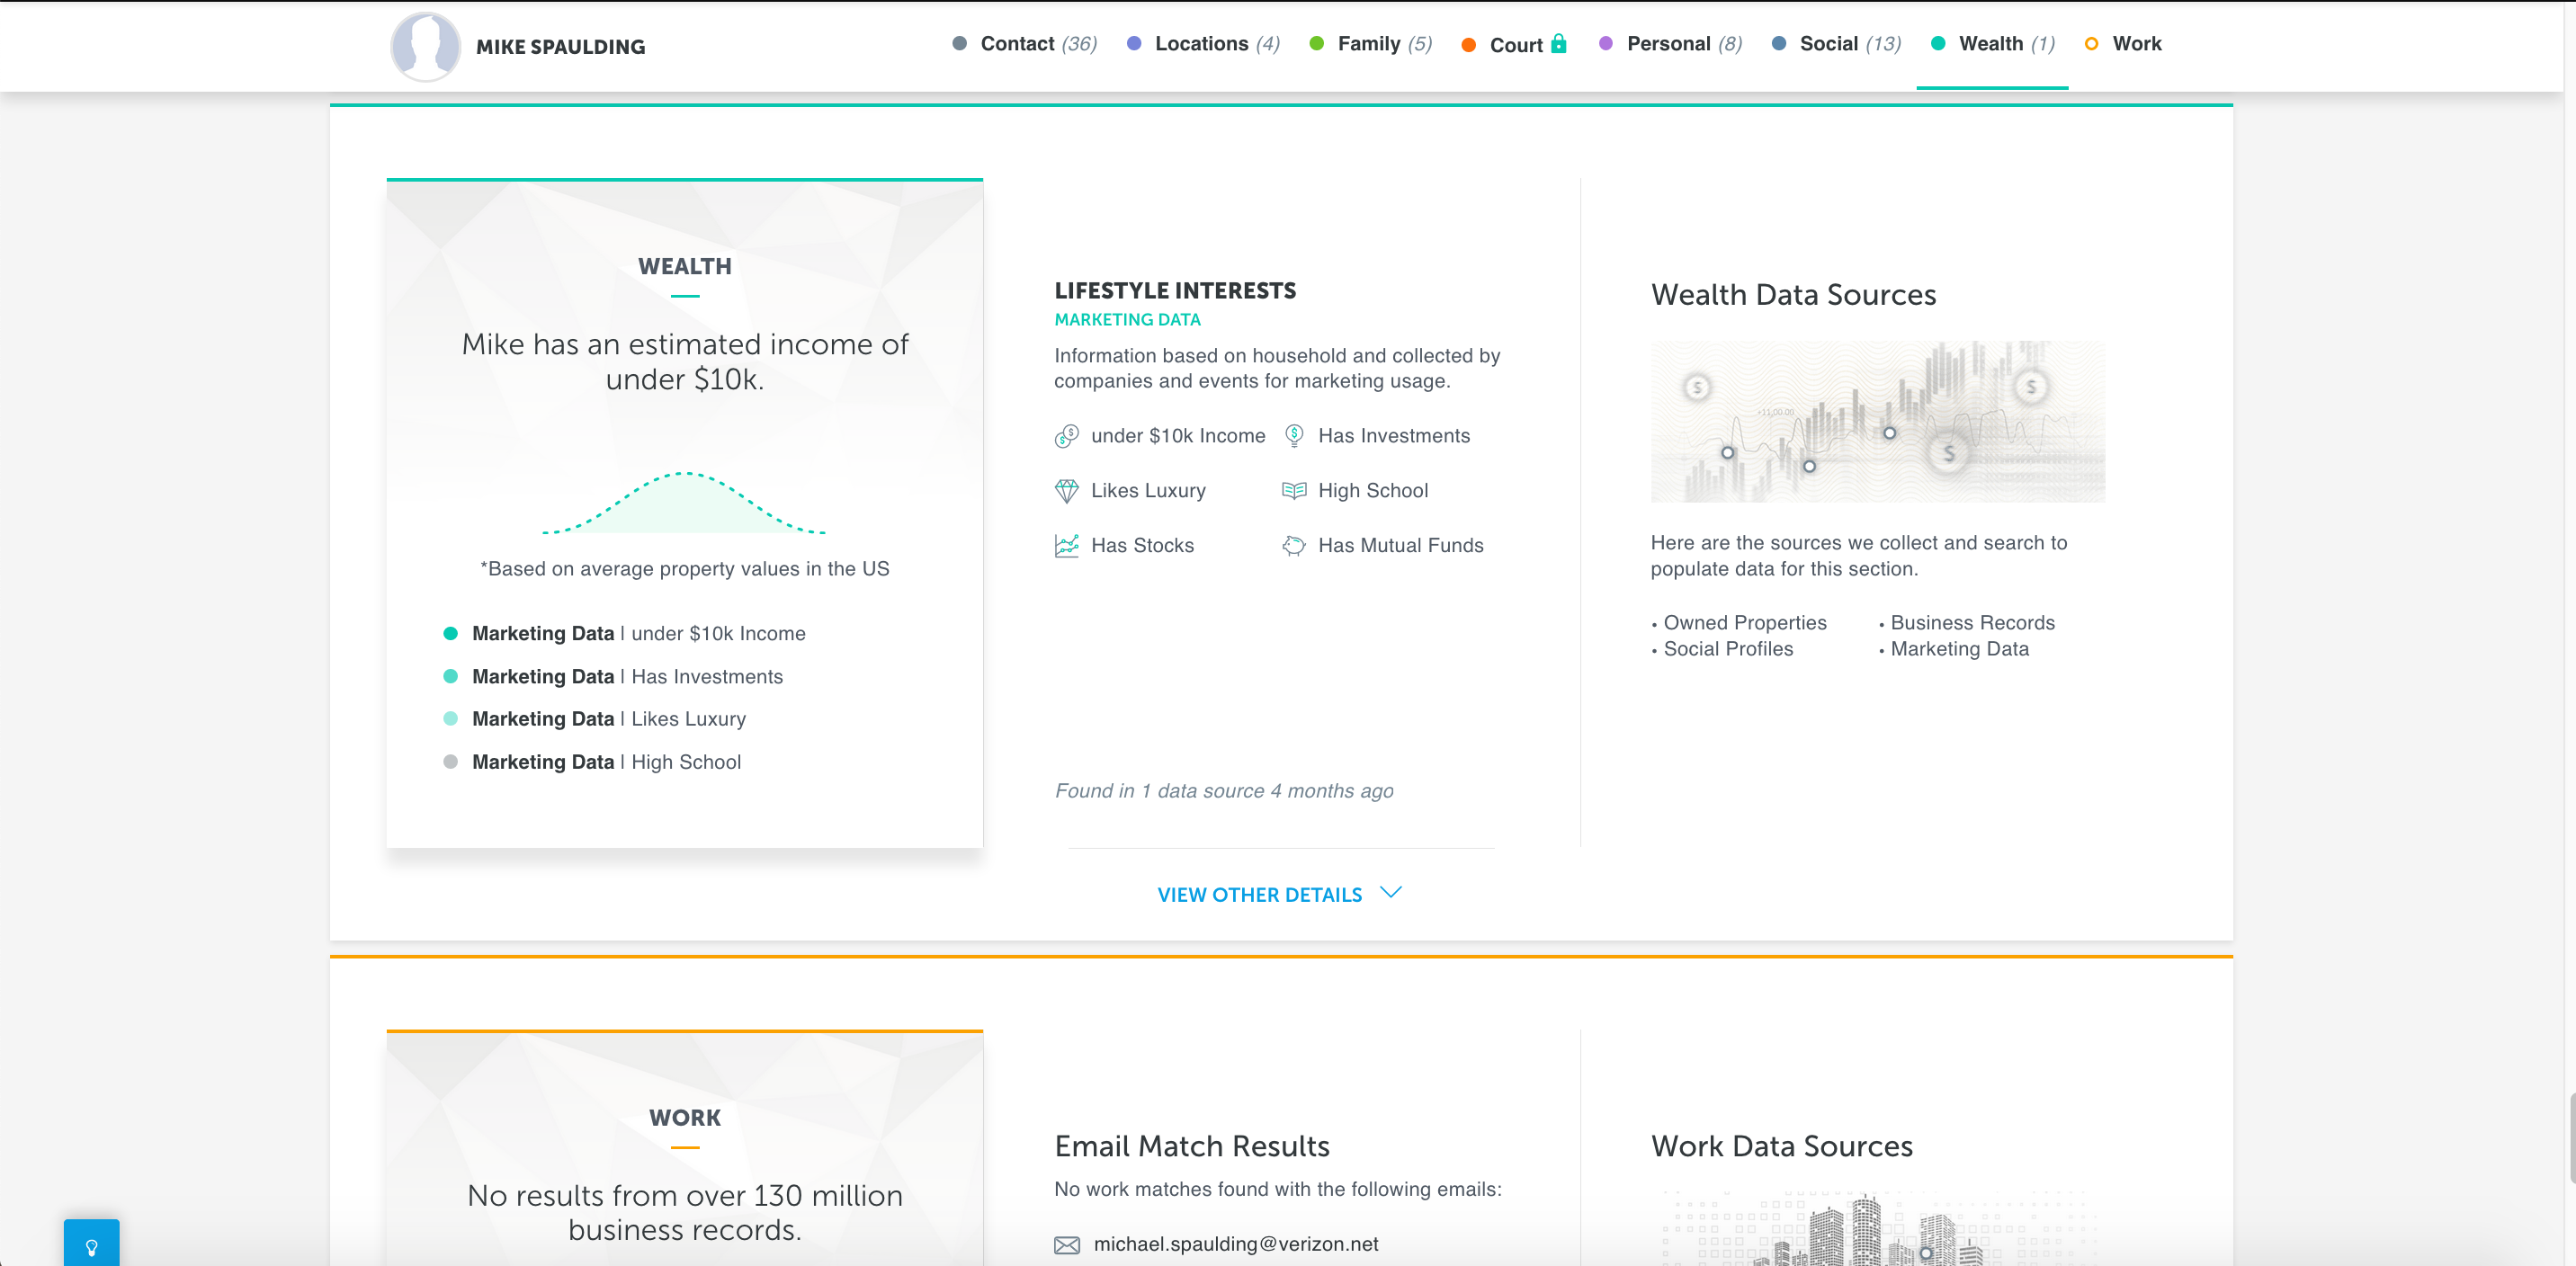 MIKE SPAULDING
Contact (36)
Locations (4)
Family (5)
Court
Personal (8)
Social (13)
Wealth (1)
Work
WEALTH
Mike has an estimated income of
under $10k.
*Based on average property values in the US
Marketing Data | under $10k Income
Marketing Data | Has Investments
Marketing Data | Likes Luxury
Marketing Data | High School
LIFESTYLE INTERESTS
MARKETING DATA
Information based on household and collected by
companies and events for marketing usage.
under $10k Income
Has Investments
Likes Luxury
High School
Has Stocks
Has Mutual Funds
Found in 1 data source 4 months ago
Wealth Data Sources
+11,00.00
Here are the sources we collect and search to
populate data for this section.
• Owned Properties
• Business Records
• Social Profiles
• Marketing Data
VIEW OTHER DETAILS
WORK
No results from over 130 million
business records.
Email Match Results
No work matches found with the following emails:
michael.spaulding@verizon.net
Work Data Sources